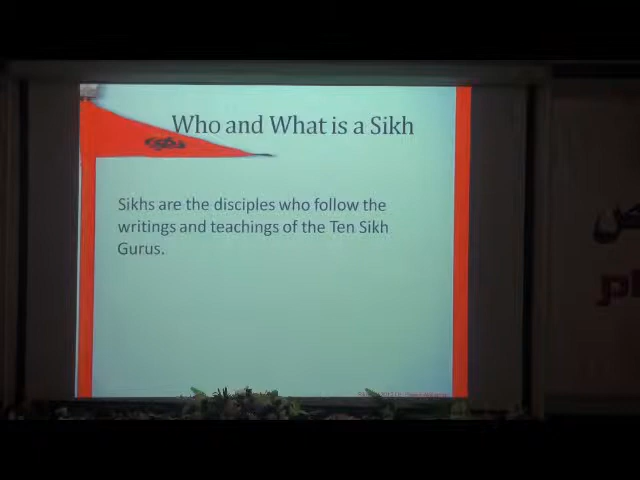 Who and What is a Sikh
Sikhs are the disciples who follow the
writings and teachings of the Ten Sikh
Gurus.